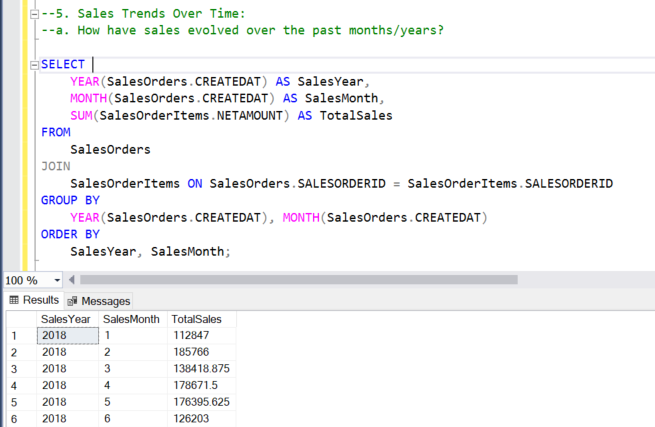 --5. Sales Trends Over Time:
--a. How have sales evolved over the past months/years?
SELECT
YEAR(SalesOrders.CREATEDAT) AS SalesYear,
MONTH(SalesOrders.CREATEDAT) AS SalesMonth,
SUM(SalesOrderItems.NETAMOUNT) AS TotalSales
FROM
SalesOrders
JOIN
SalesOrderItems ON SalesOrders.SALESORDERID = SalesOrderItems.SALESORDERID
GROUP BY
YEAR(SalesOrders.CREATEDAT), MONTH(SalesOrders.CREATEDAT)
ORDER BY
SalesYear, SalesMonth;
100 %
Results Messages
SalesYear SalesMonth TotalSales
1 2018 1 112847
2 2018 2 185766
3 2018 3 138418.875
4 2018 4 178671.5
5 2018 5 176395.625
6 2018 6 126203